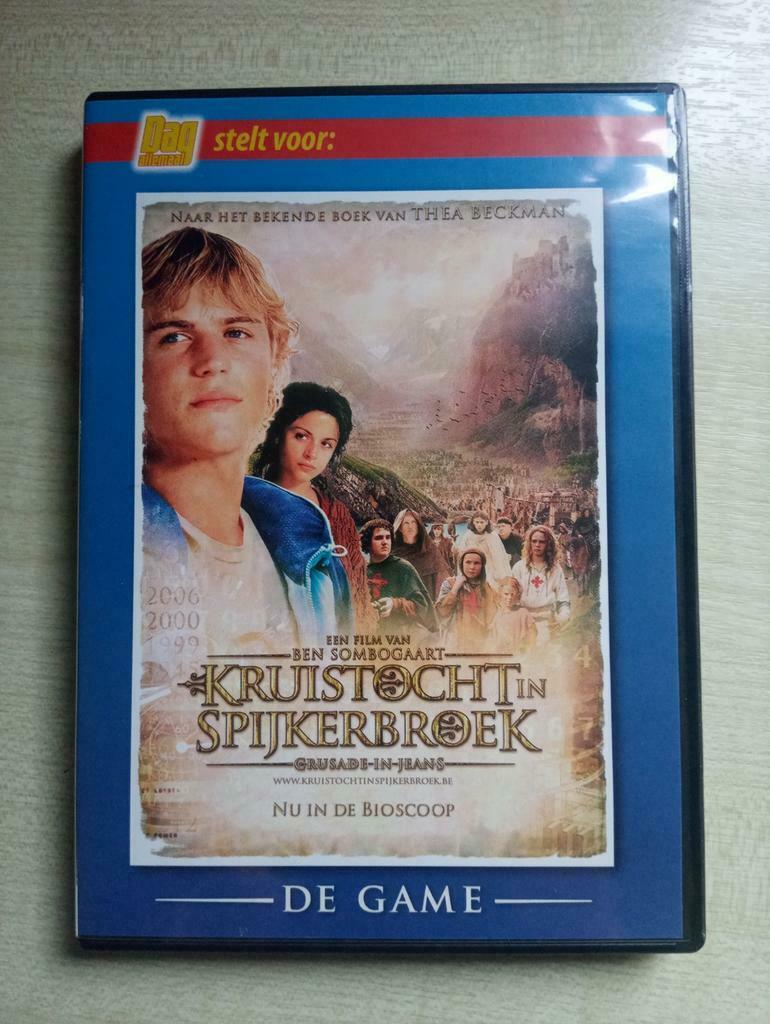 Dag allemaal stelt voor:
NAAR HET BEKENDE BOEK VAN THEA BECKMAN
2006
2000
1999
EEN FILM VAN
BEN SOMBOGAART
KRUISTOCHT IN
SPIJKERBROEK
CRUSADE-IN-JEANS
WWW.KRUISTOCHTINSPIJKERBROEK.BE
NU IN DE BIOSCOOP
DE GAME